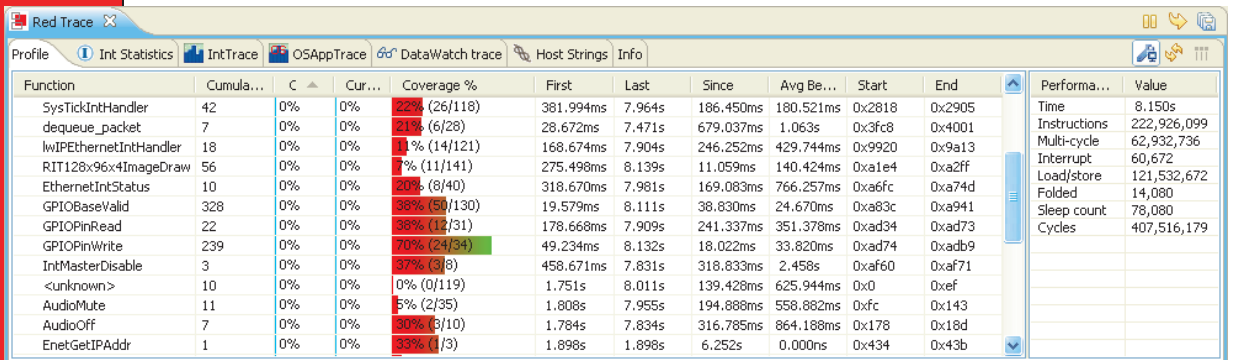 Red Trace
Profile Int Statistics IntTrace OSAppTrace DataWatch trace Host Strings Info
Function Cumula... C Cur... Coverage % First Last Since Avg Be... Start End Performa... Value
SysTickIntHandler 42 0% 0% 22% (26/118) 381.994ms 7.964s 186.450ms 180.521ms 0x2818 0x2905 Time 8.150s
dequeue_packet 7 0% 0% 21% (6/28) 28.672ms 7.471s 679.037ms 1.063s 0x3fc8 0x4001 Instructions 222,926,099
lwIPEthernetIntHandler 18 0% 0% 11% (14/121) 168.674ms 7.904s 246.252ms 429.744ms 0x9920 0x9a13 Multi-cycle 62,932,736
RIT128x96x4ImageDraw 56 0% 0% 7% (11/141) 275.498ms 8.139s 11.059ms 140.424ms 0xa1e4 0xa2ff Interrupt 60,672
EthernetIntStatus 10 0% 0% 20% (8/40) 318.670ms 7.981s 169.083ms 766.257ms 0xa6fc 0xa74d Load/store 121,532,672
GPIOBaseValid 328 0% 0% 38% (50/130) 19.579ms 8.111s 38.830ms 24.670ms 0xa83c 0xa941 Folded 14,080
GPIOPinRead 22 0% 0% 38% (12/31) 178.668ms 7.909s 241.337ms 351.378ms 0xad34 0xad73 Sleep count 78,080
GPIOPinWrite 239 0% 0% 70% (24/34) 49.234ms 8.132s 18.022ms 33.820ms 0xad74 0xadb9 Cycles 407,516,179
IntMasterDisable 3 0% 0% 37% (3/8) 458.671ms 7.831s 318.833ms 2.458s 0xaf60 0xaf71
<unknown> 10 0% 0% 0% (0/119) 1.751s 8.011s 139.428ms 625.944ms 0x0 0xef
AudioMute 11 0% 0% 5% (2/35) 1.808s 7.955s 194.888ms 558.882ms 0xfc 0x143
AudioOff 7 0% 0% 30% (3/10) 1.784s 7.834s 316.785ms 864.188ms 0x178 0x18d
EnetGetIPAddr 1 0% 0% 33% (1/3) 1.898s 1.898s 6.252s 0.000ns 0x434 0x43b